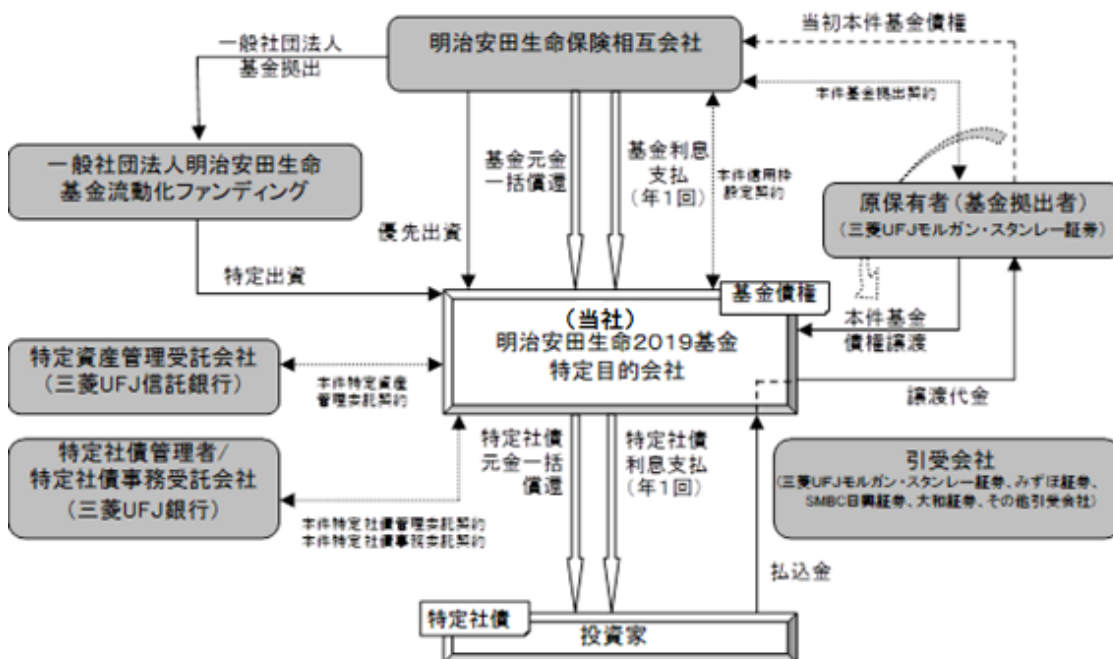 一般社団法人
基金拠出
明治安田生命保険相互会社
当初本件基金債権
本件基金拠出契約
一般社団法人明治安田生命
基金流動化ファンディング
優先出資
基金元金
一括償還
基金利息
支払
(年1回)
本件信用枠
設定契約
原保有者(基金拠出者)
(三菱UFJモルガン・スタンレー証券)
特定出資
基金債権
(当社)
明治安田生命2019基金
特定目的会社
本件基金
債権譲渡
譲渡代金
特定資産管理受託会社
(三菱UFJ信託銀行)
本件特定資産
管理委託契約
特定社債管理者/
特定社債事務受託会社
(三菱UFJ銀行)
本件特定社債管理委託契約
本件特定社債事務委託契約
特定社債
元金一括
償還
特定社債
利息支払
(年1回)
引受会社
(三菱UFJモルガン・スタンレー証券、みずほ証券、
SMBC日興証券、大和証券、その他引受会社)
払込金
特定社債
投資家